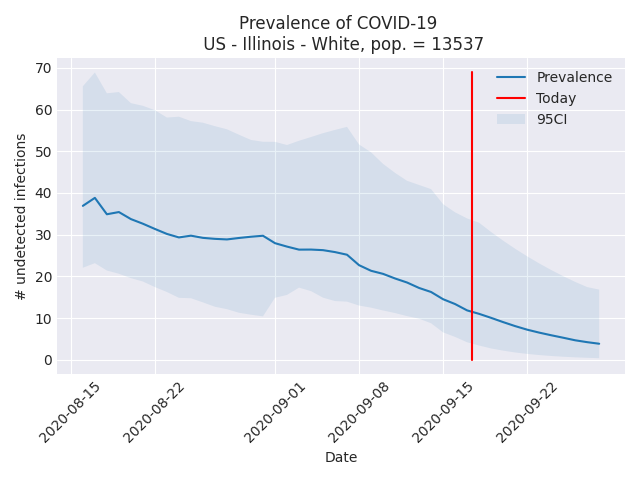 Prevalence of COVID-19
US - Illinois - White, pop. = 13537
70
60
50
40
30
20
10
0
# undetected infections
Prevalence
Today
95CI
2020-08-15
2020-08-22
2020-09-01
2020-09-08
2020-09-15
2020-09-22
Date